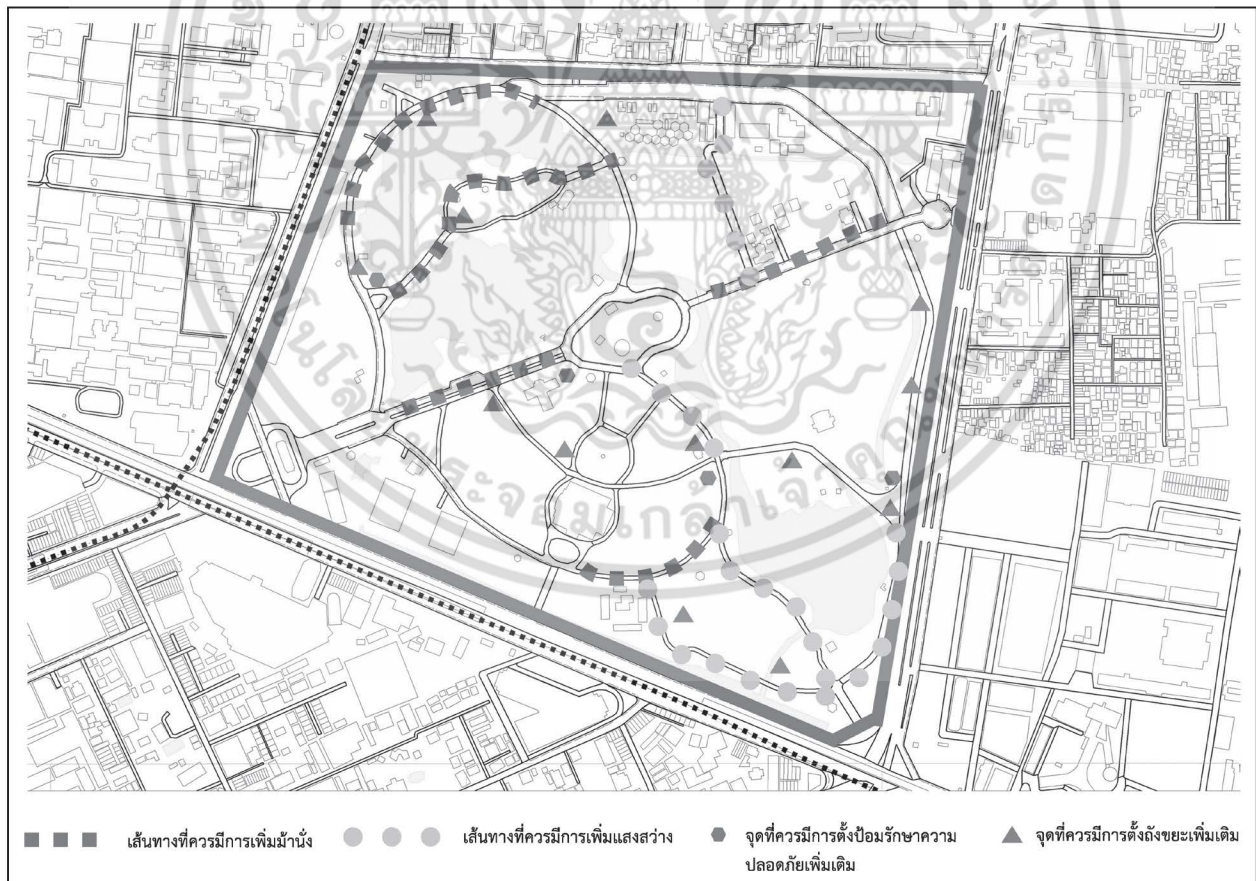 เส้นทางที่ควรมีการเพิ่มม้านั่ง
เส้นทางที่ควรมีการเพิ่มแสงสว่าง
จุดที่ควรมีการตั้งป้อมรักษาความ
ปลอดภัยเพิ่มเติม
จุดที่ควรมีการตั้งถังขยะเพิ่มเติม